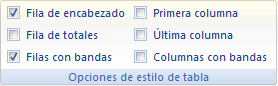 Fila de encabezado Primera columna
Fila de totales Última columna
Filas con bandas Columnas con bandas
Opciones de estilo de tabla